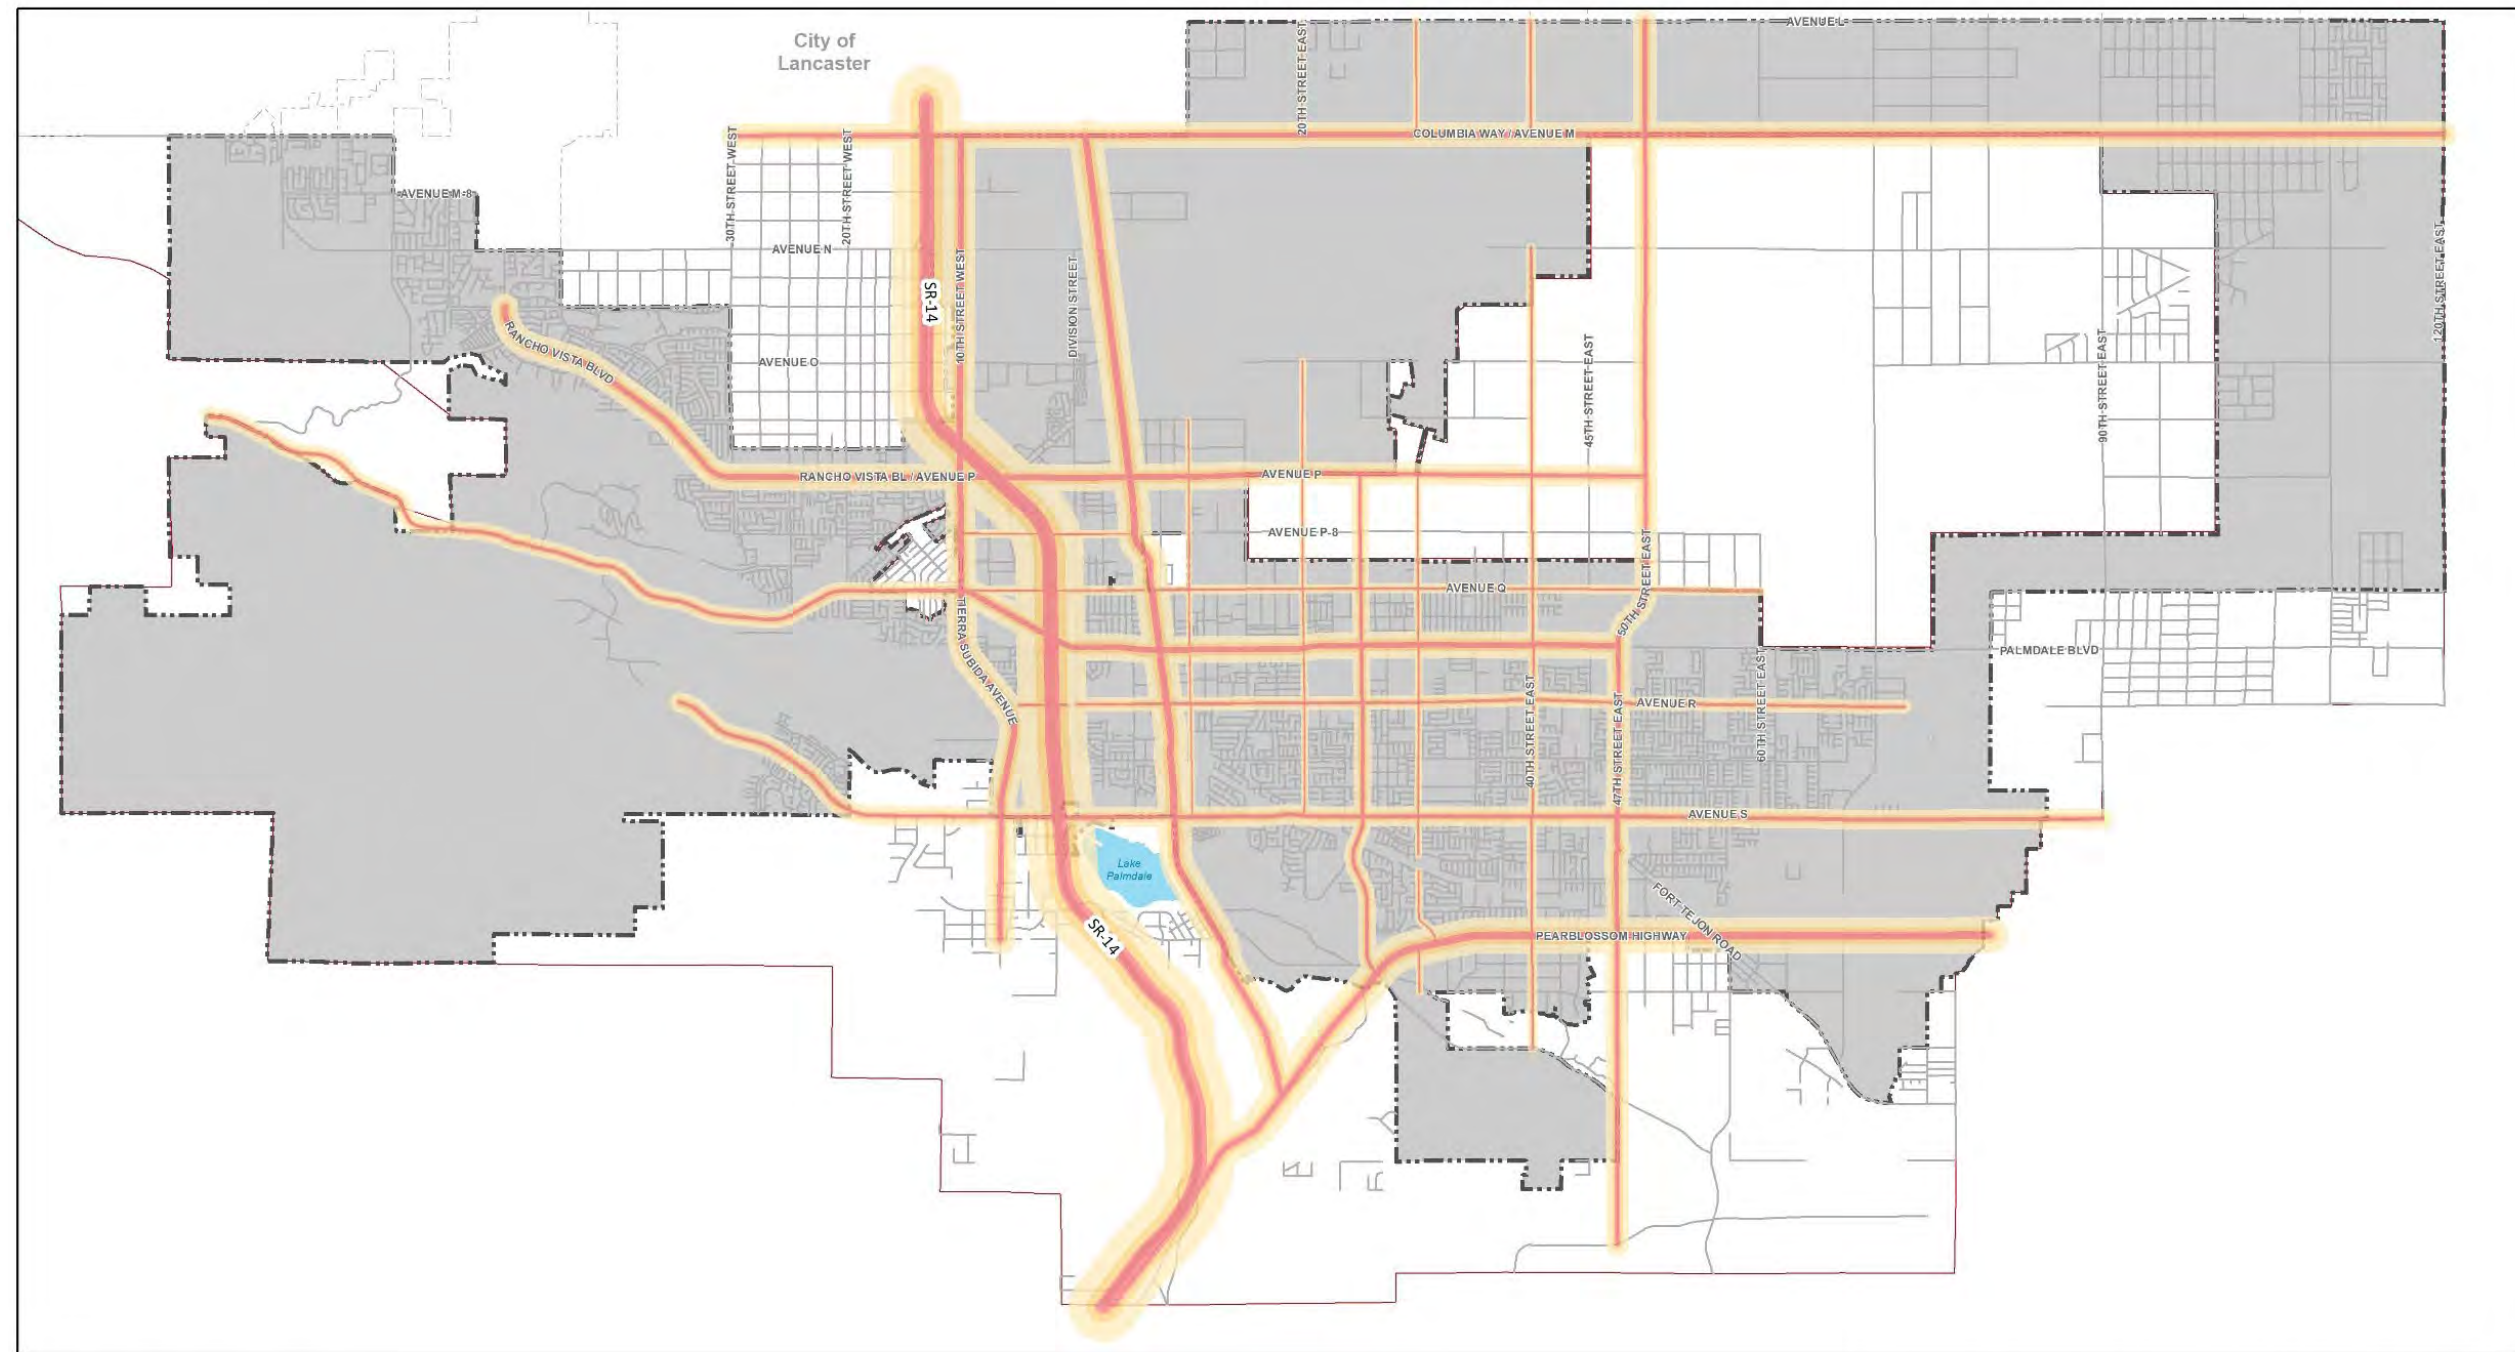 AVENUE L
City of
Lancaster
20TH STREET EAST
COLUMBIA WAY / AVENUE M
30TH STREET WEST
20TH STREET WEST
AVENUE M-8
AVENUE N
10TH STREET WEST
DIVISION STREET
SR-14
120TH STREET EAST
RANCHO VISTA BLVD
AVENUE O
45TH STREET EAST
90TH STREET EAST
RANCHO VISTA BL / AVENUE P
AVENUE P
AVENUE P-8
50TH STREET EAST
AVENUE Q
TIERRA SUBIDA AVENUE
PALMDALE BLVD
60TH STREET EAST
40TH STREET EAST
47TH STREET EAST
AVENUE R
AVENUE S
Lake
Palmdale
FORT TEJON ROAD
SR-14
PEARBLOSSOM HIGHWAY